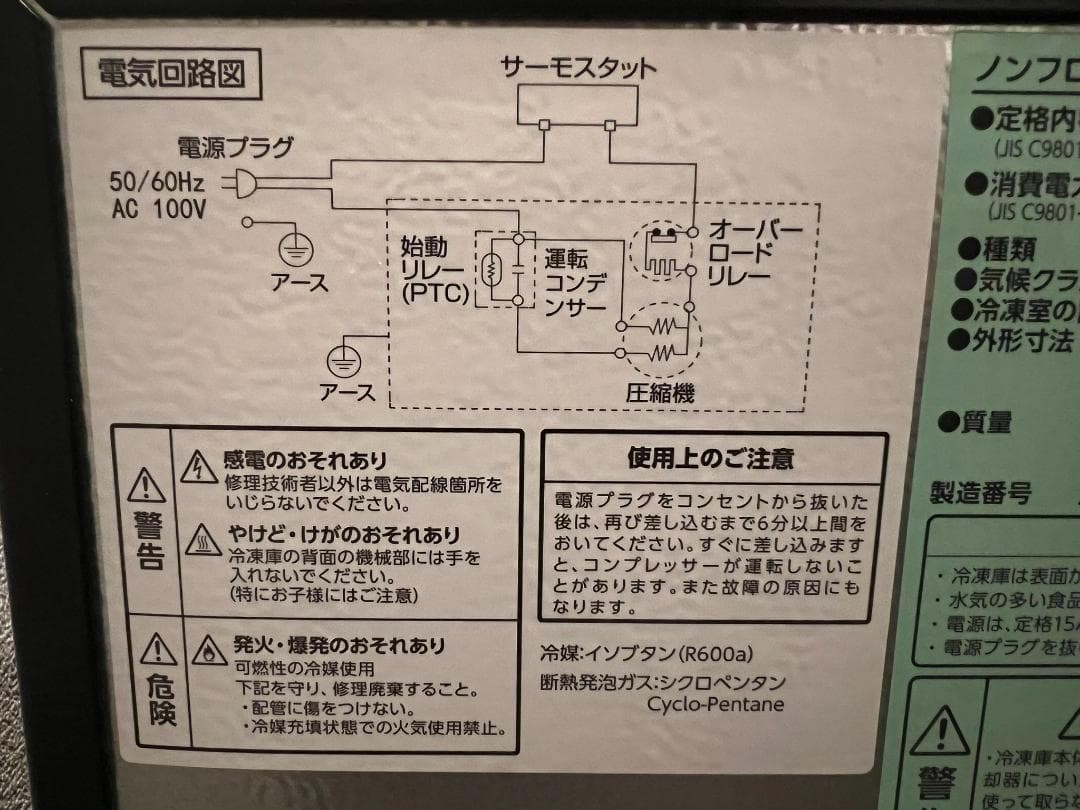 電気回路図
サーモスタット
電源プラグ
50/60Hz
AC 100V
アース
始動
リレー
(PTC)
運転
コンデ
ンサー
オーバー
ロード
リレー
アース
圧縮機
警告
感電のおそれあり
修理技術者以外は電気配線箇所を
いじらないでください。
やけど・けがのおそれあり
冷凍庫の背面の機械部には手を
入れないでください。
(特にお子様にはご注意)
危険
発火・爆発のおそれあり
可燃性の冷媒使用
下記を守り、修理廃棄すること。
・配管に傷をつけない。
・冷媒充填状態での火気使用禁止。
使用上のご注意
電源プラグをコンセントから抜いた
後は、再び差し込むまで6分以上間を
おいてください。すぐに差し込みます
と、コンプレッサーが運転しないこ
とがあります。また故障の原因にも
なります。
冷媒:イソブタン(R600a)
断熱発泡ガス:シクロペンタン
Cyclo-Pentane
ノンフロ
●定格内
(JIS C9801
●消費電力
(JIS C9801-
●種類
●気候クラ
●冷凍室の
●外形寸法
●質量
製造番号
・冷凍庫は表面が
・水気の多い食品
・電源は、定格15A
・電源プラグを抜
警
・冷凍庫本体
却器につい
使って取ら